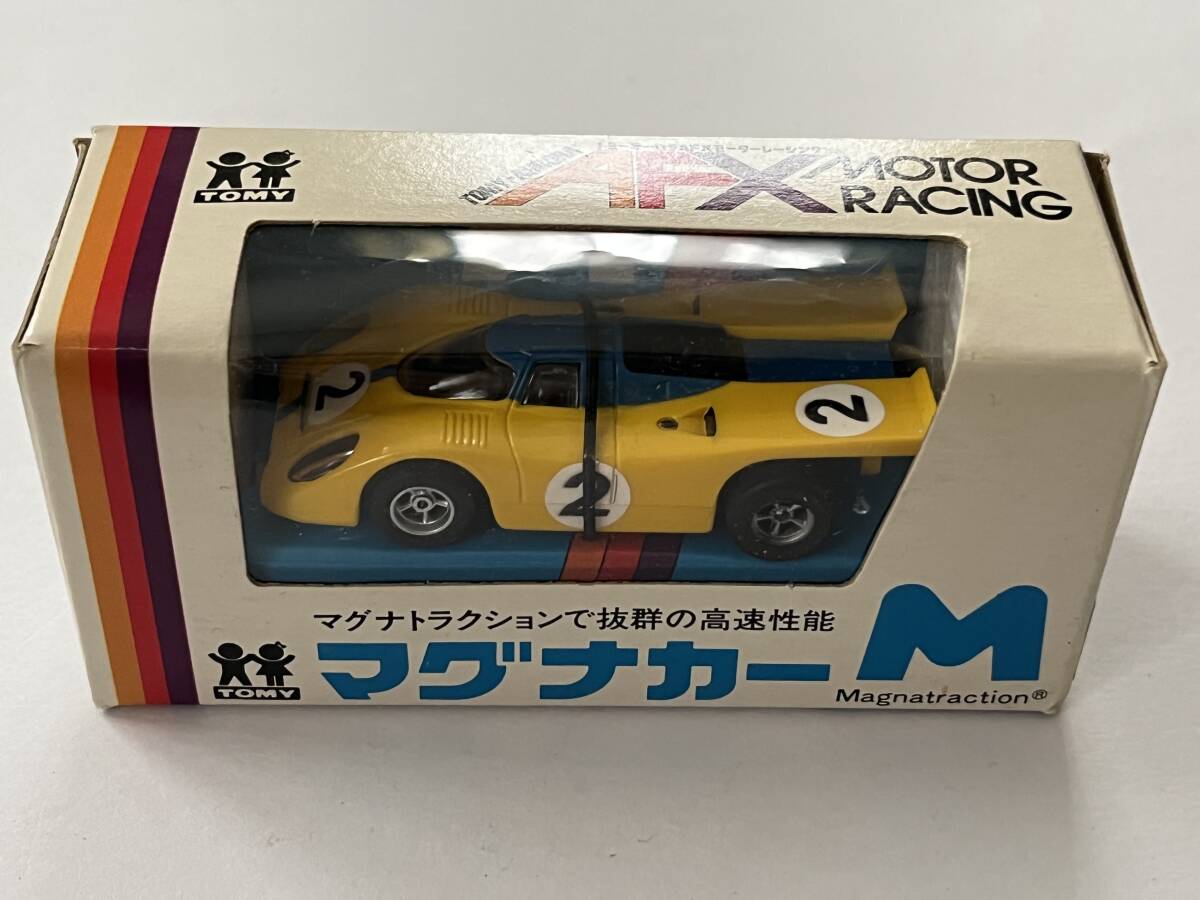 TOMY
AFX
MOTOR
RACING
2
2
2
マグナトラクションで抜群の高速性能
TOMY
マグナカー
M
Magnatraction®